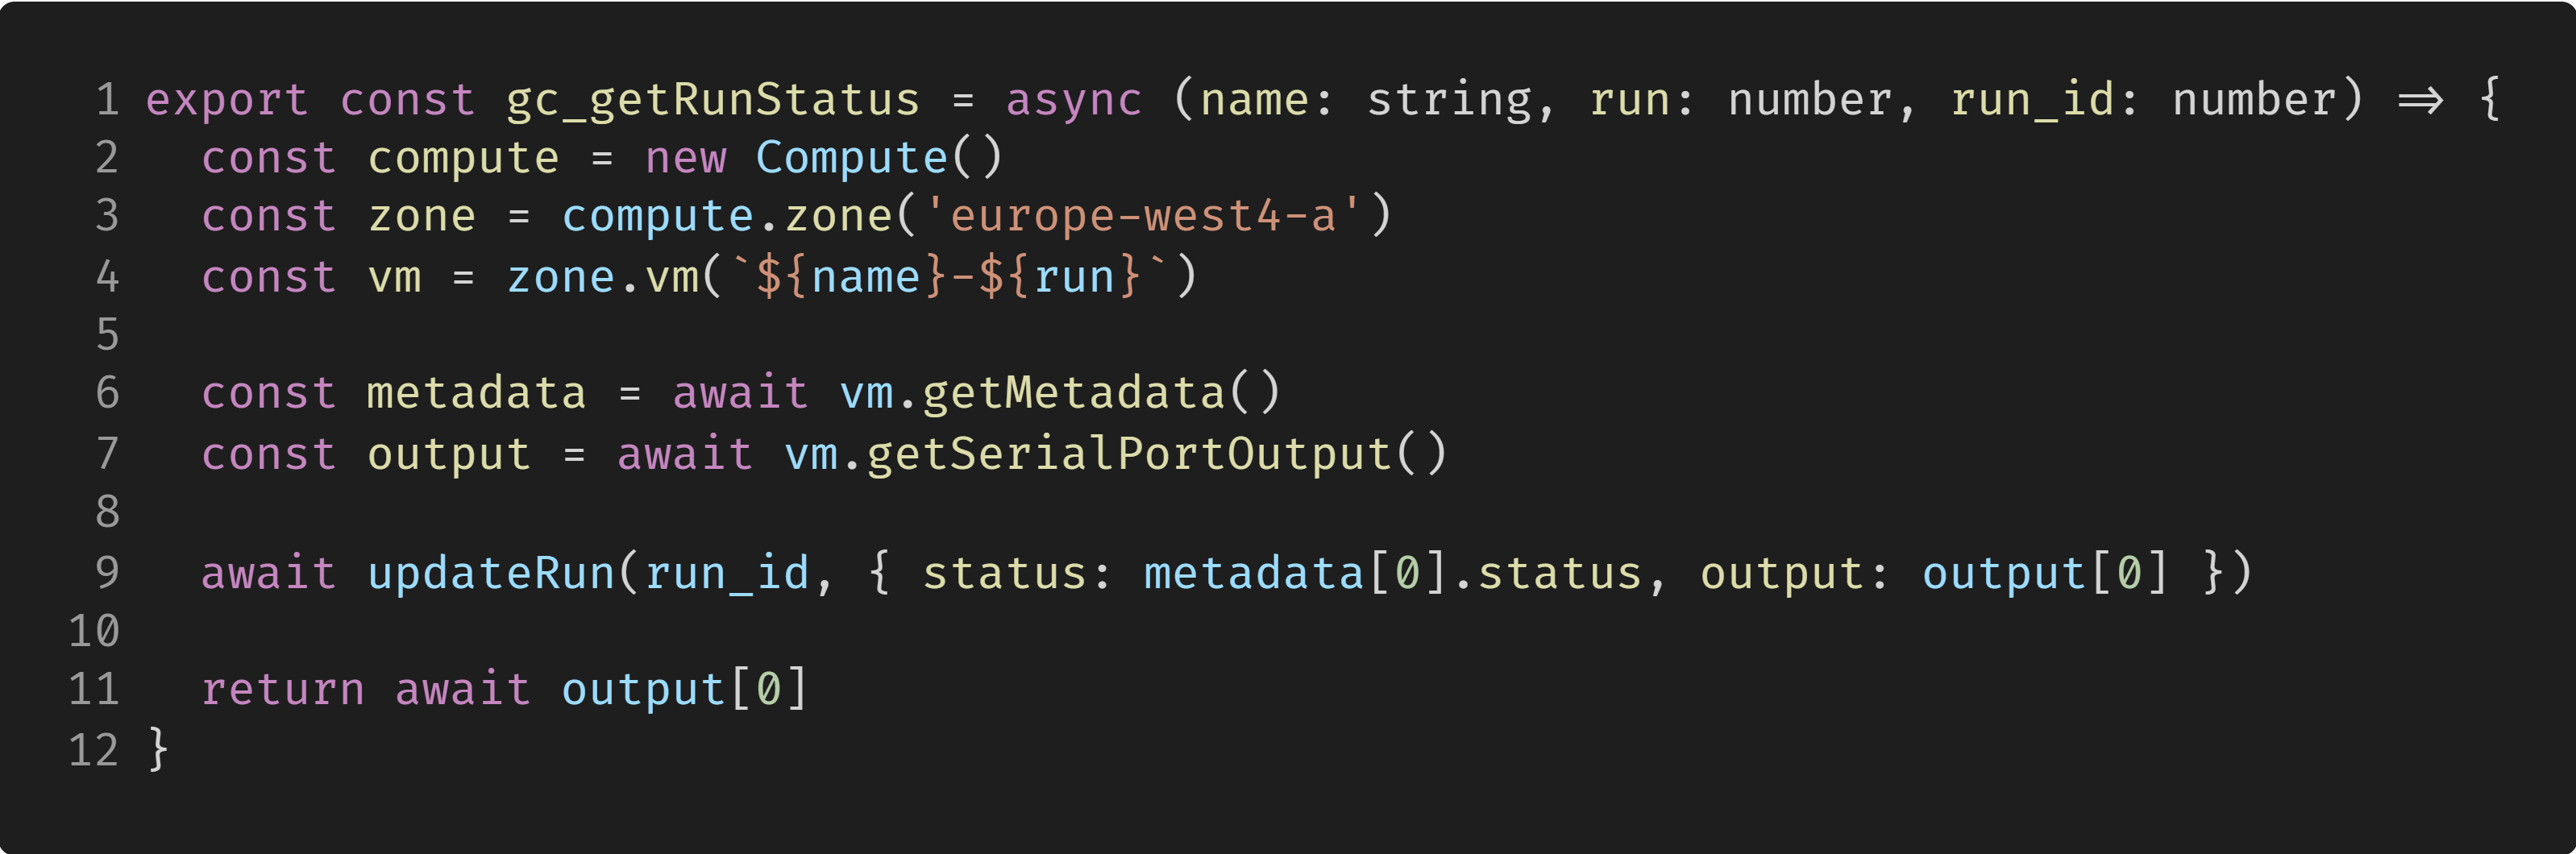 1 export const gc_getRunStatus = async (name: string, run: number, run_id: number) => {
2   const compute = new Compute()
3   const zone = compute.zone('europe-west4-a')
4   const vm = zone.vm(`${name}-${run}`)
5
6   const metadata = await vm.getMetadata()
7   const output = await vm.getSerialPortOutput()
8
9   await updateRun(run_id, { status: metadata[0].status, output: output[0] })
10
11   return await output[0]
12 }